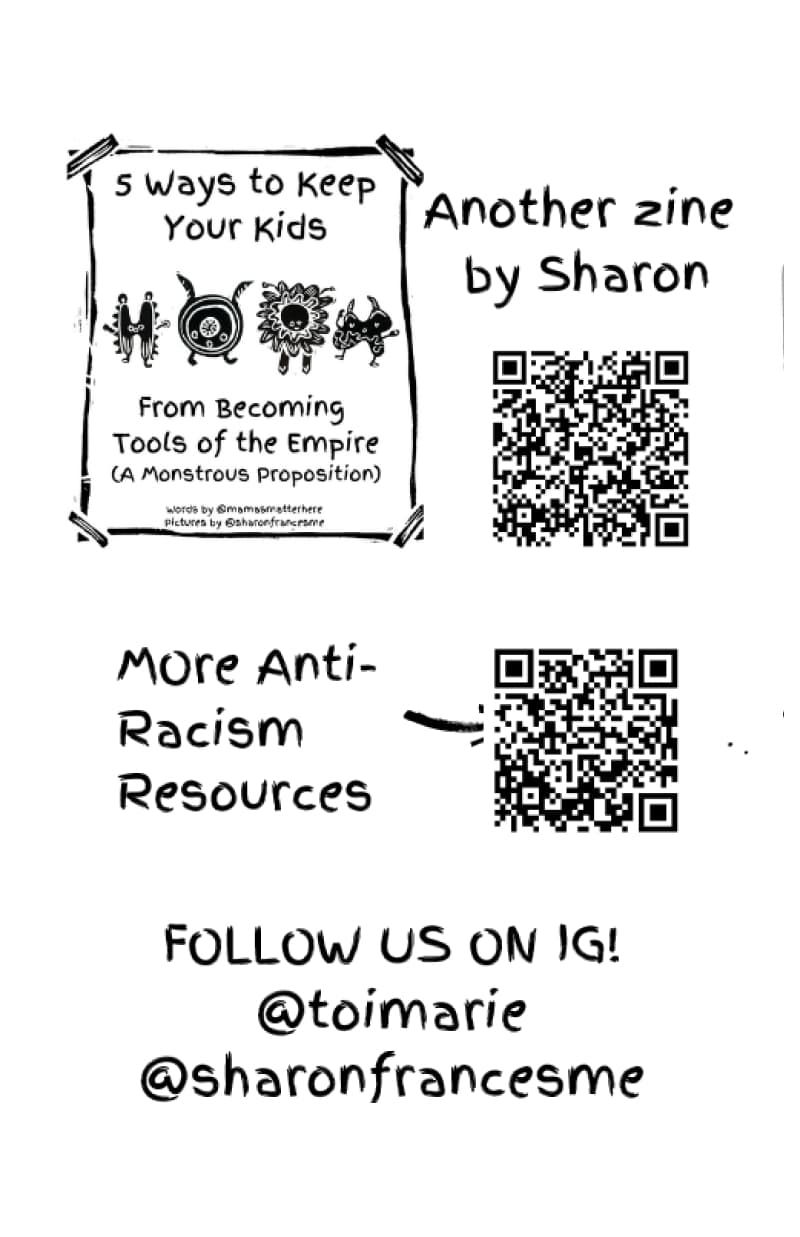 5 Ways to Keep
Your Kids
From Becoming
Tools of the Empire
(A Monstrous Proposition)
words by @mamasmatterhere
pictures by @sharonfrancesme
Another zine
by Sharon
More Anti-
Racism
Resources
FOLLOW US ON IG!
@toimarie
@sharonfrancesme